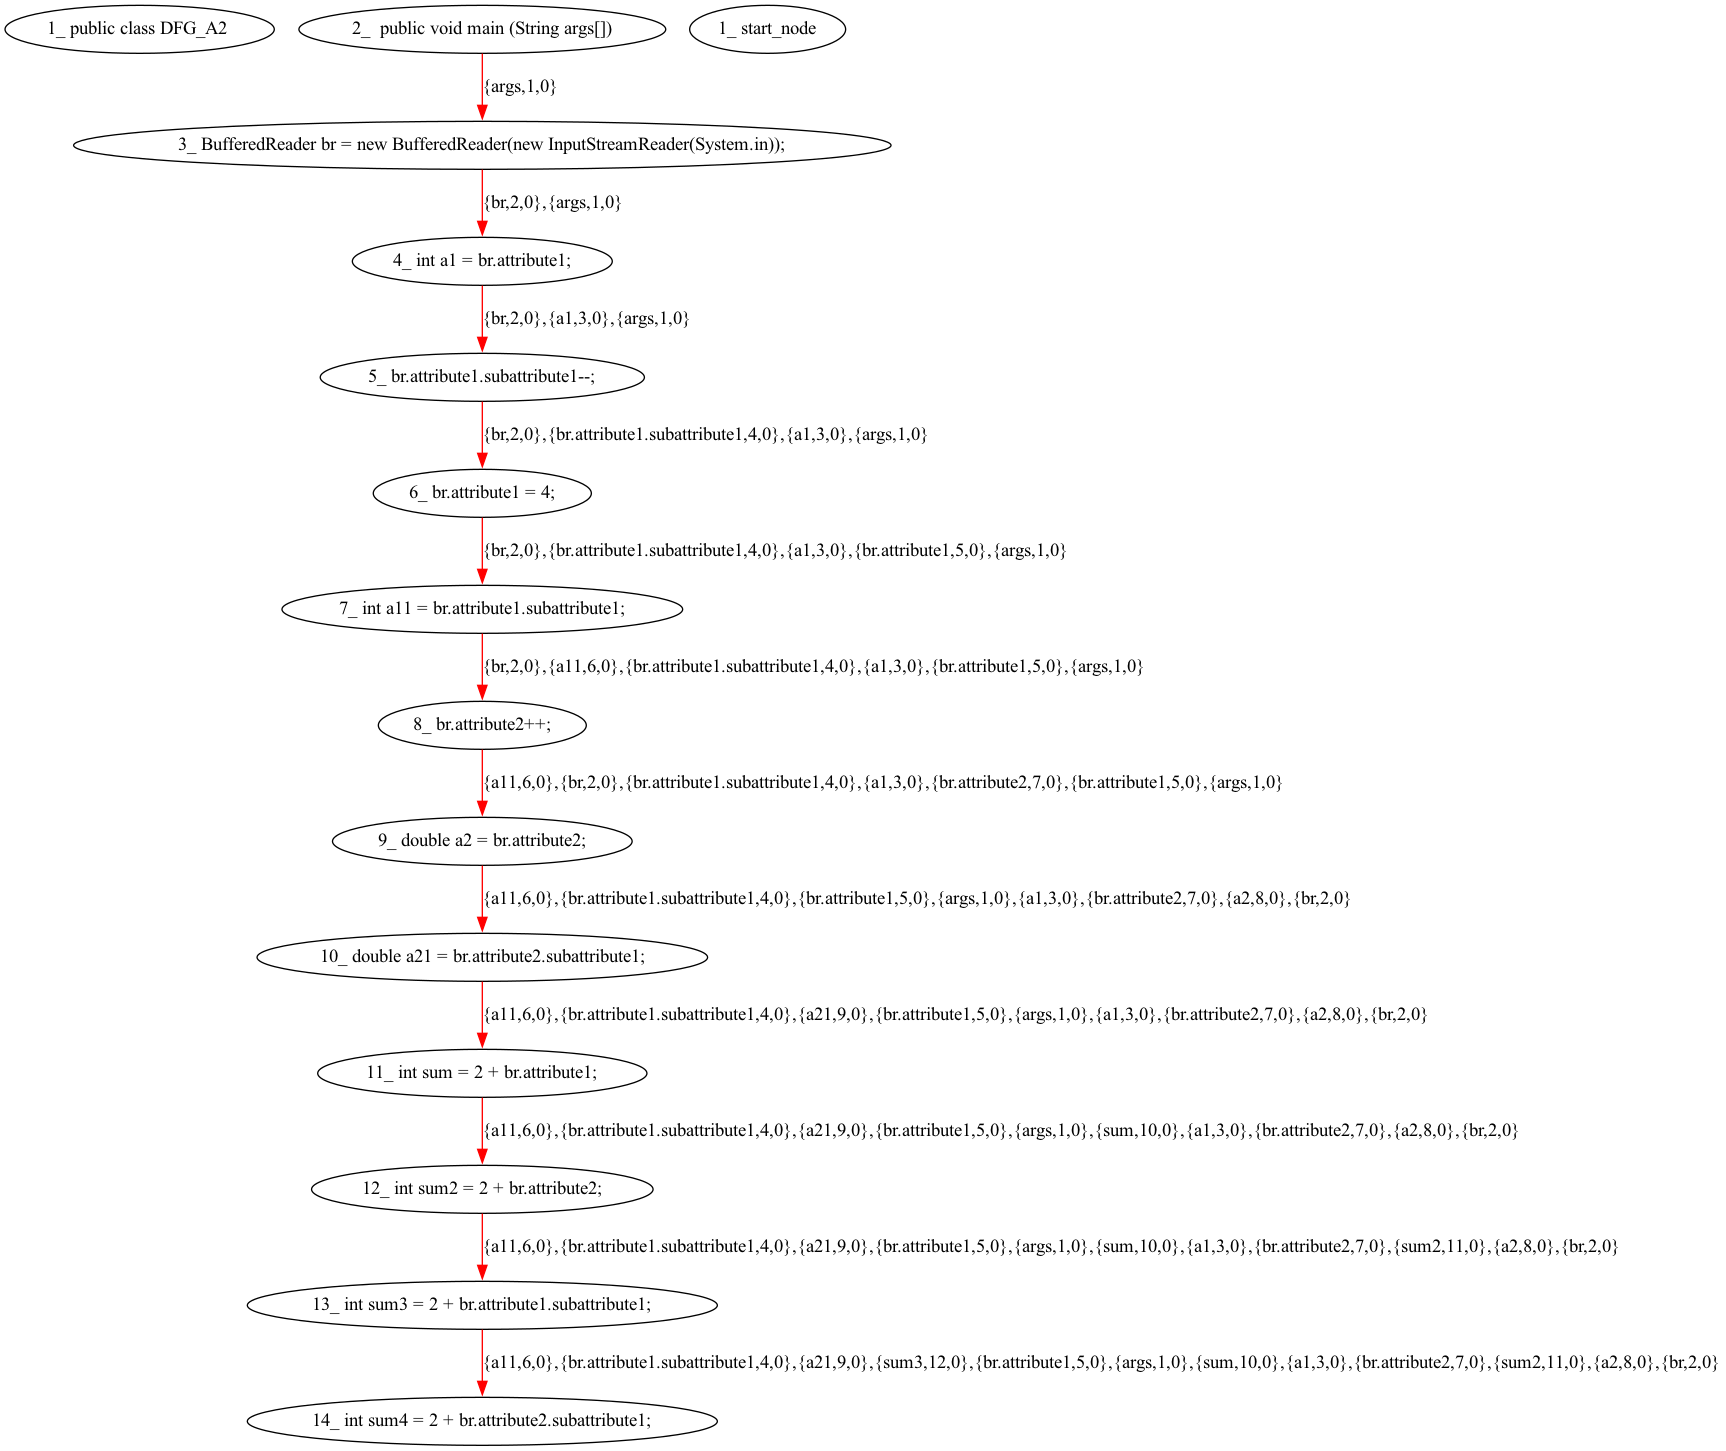 1_ public class DFG_A2
2_  public void main (String args[])
1_ start_node
{args,1,0}
3_ BufferedReader br = new BufferedReader(new InputStreamReader(System.in));
{br,2,0},{args,1,0}
4_ int a1 = br.attribute1;
{br,2,0},{a1,3,0},{args,1,0}
5_ br.attribute1.subattribute1--;
{br,2,0},{br.attribute1.subattribute1,4,0},{a1,3,0},{args,1,0}
6_ br.attribute1 = 4;
{br,2,0},{br.attribute1.subattribute1,4,0},{a1,3,0},{br.attribute1,5,0},{args,1,0}
7_ int a11 = br.attribute1.subattribute1;
{br,2,0},{a11,6,0},{br.attribute1.subattribute1,4,0},{a1,3,0},{br.attribute1,5,0},{args,1,0}
8_ br.attribute2++;
{a11,6,0},{br,2,0},{br.attribute1.subattribute1,4,0},{a1,3,0},{br.attribute2,7,0},{br.attribute1,5,0},{args,1,0}
9_ double a2 = br.attribute2;
{a11,6,0},{br.attribute1.subattribute1,4,0},{br.attribute1,5,0},{args,1,0},{a1,3,0},{br.attribute2,7,0},{a2,8,0},{br,2,0}
10_ double a21 = br.attribute2.subattribute1;
{a11,6,0},{br.attribute1.subattribute1,4,0},{a21,9,0},{br.attribute1,5,0},{args,1,0},{a1,3,0},{br.attribute2,7,0},{a2,8,0},{br,2,0}
11_ int sum = 2 + br.attribute1;
{a11,6,0},{br.attribute1.subattribute1,4,0},{a21,9,0},{br.attribute1,5,0},{args,1,0},{sum,10,0},{a1,3,0},{br.attribute2,7,0},{a2,8,0},{br,2,0}
12_ int sum2 = 2 + br.attribute2;
{a11,6,0},{br.attribute1.subattribute1,4,0},{a21,9,0},{br.attribute1,5,0},{args,1,0},{sum,10,0},{a1,3,0},{br.attribute2,7,0},{sum2,11,0},{a2,8,0},{br,2,0}
13_ int sum3 = 2 + br.attribute1.subattribute1;
{a11,6,0},{br.attribute1.subattribute1,4,0},{a21,9,0},{sum3,12,0},{br.attribute1,5,0},{args,1,0},{sum,10,0},{a1,3,0},{br.attribute2,7,0},{sum2,11,0},{a2,8,0},{br,2,0}
14_ int sum4 = 2 + br.attribute2.subattribute1;